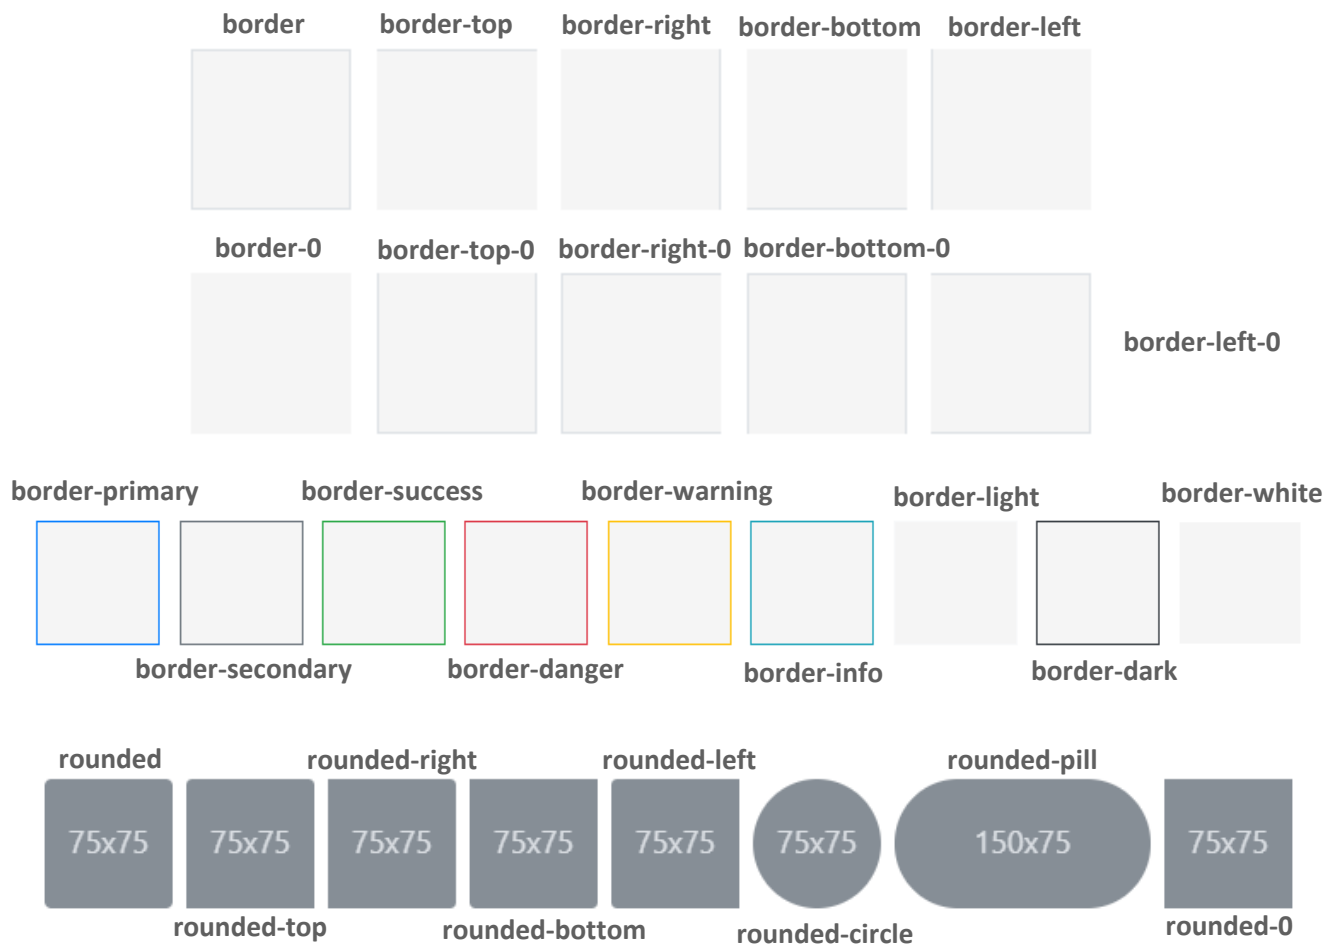 border border-top border-right border-bottom border-left
border-0 border-top-0 border-right-0 border-bottom-0
border-left-0
border-primary border-success border-warning border-light border-white
border-secondary border-danger border-info border-dark
rounded rounded-right rounded-left rounded-pill
75x75 75x75 75x75 75x75 75x75 75x75 150x75 75x75
rounded-top rounded-bottom rounded-circle rounded-0